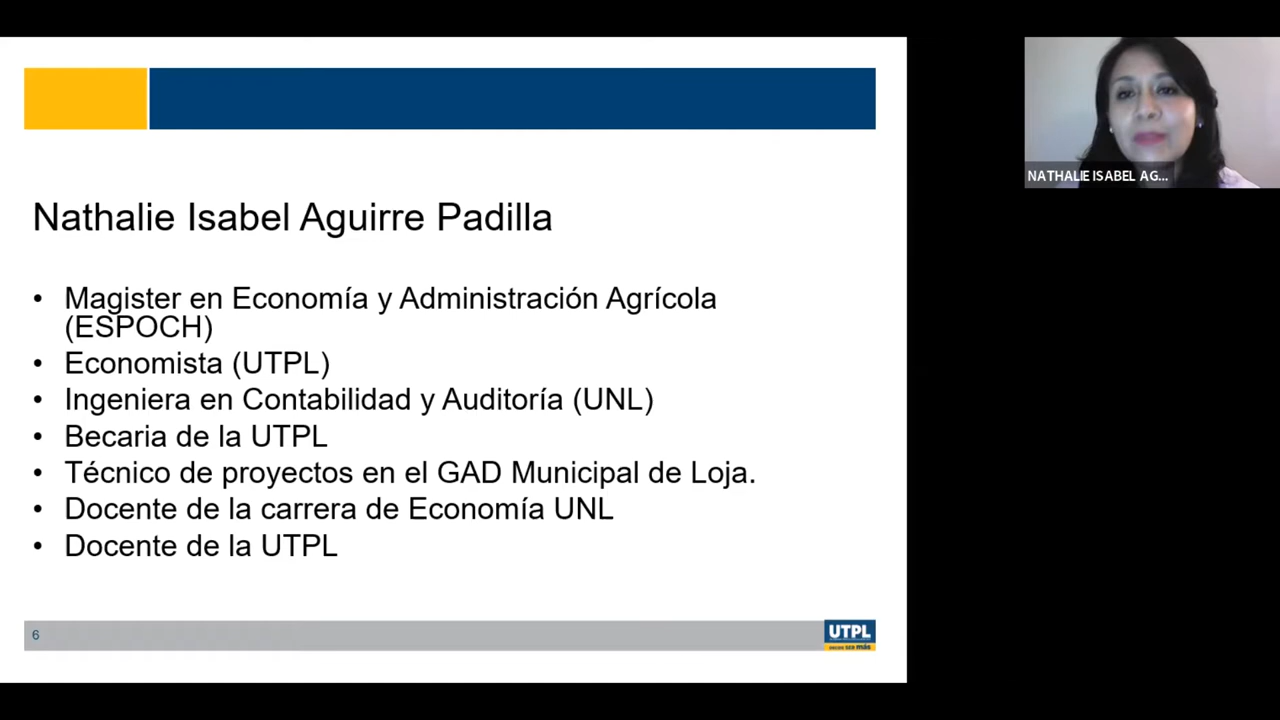 NATHALIE ISABEL AG...
Nathalie Isabel Aguirre Padilla
• Magister en Economía y Administración Agrícola
(ESPOCH)
• Economista (UTPL)
• Ingeniera en Contabilidad y Auditoría (UNL)
• Becaria de la UTPL
• Técnico de proyectos en el GAD Municipal de Loja.
• Docente de la carrera de Economía UNL
• Docente de la UTPL
6
UTPL